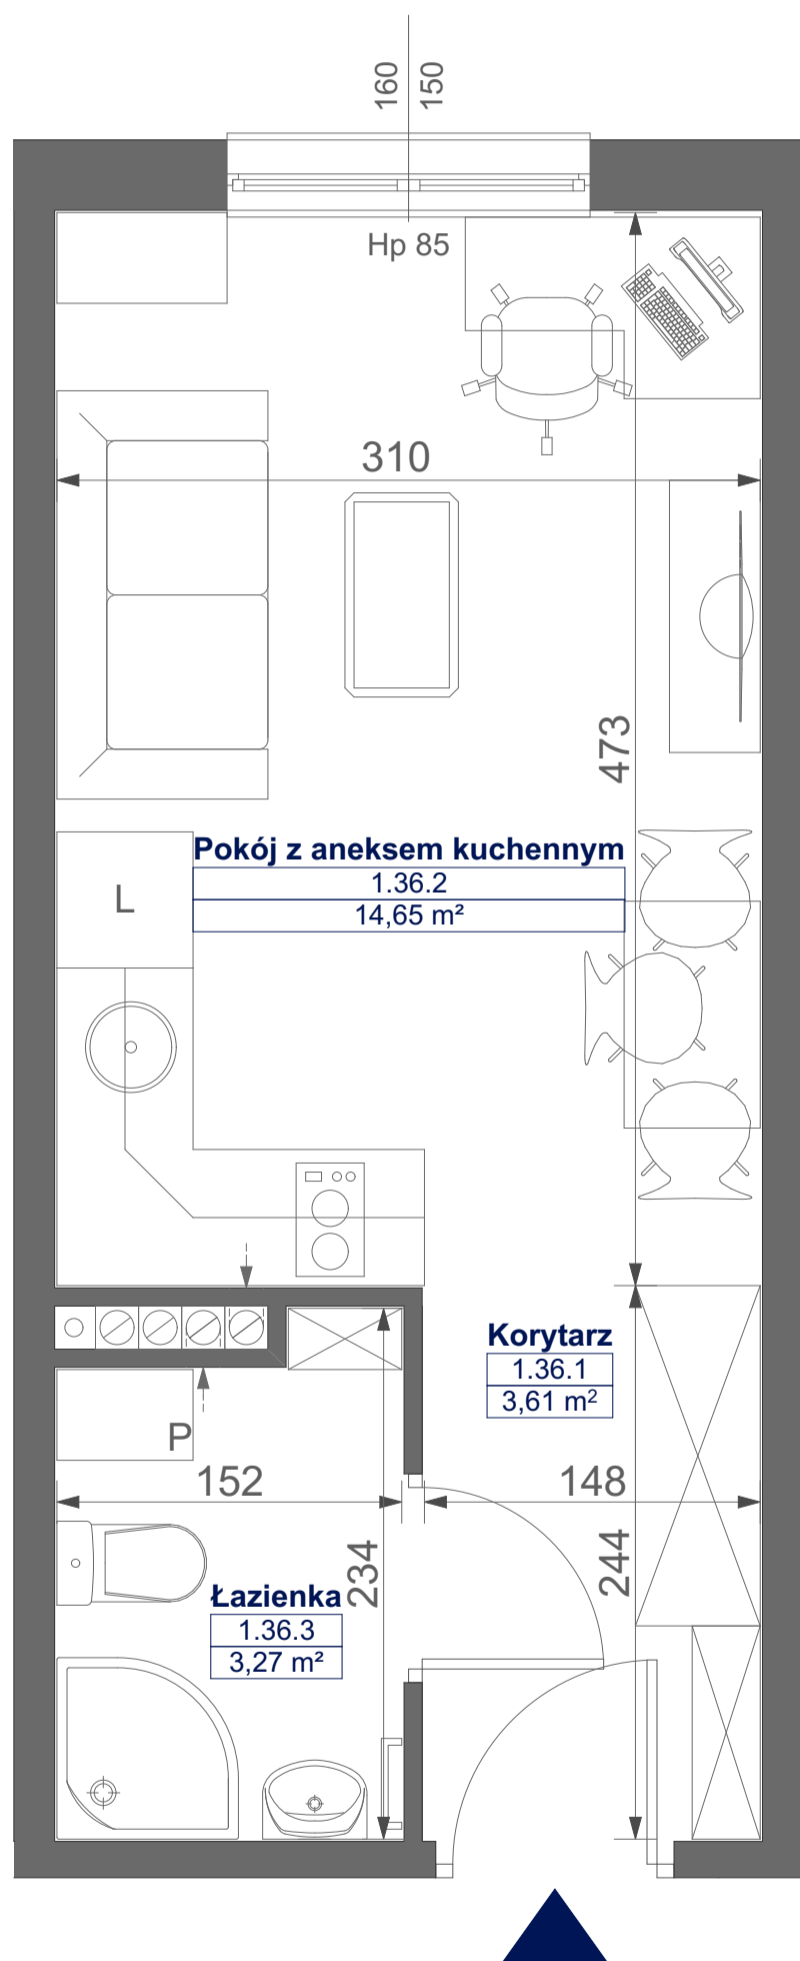 160
150
Hp 85
310
473
Pokój z aneksem kuchennym
1.36.2
14,65 m²
L
Korytarz
1.36.1
3,61 m²
P
152
148
234
244
Łazienka
1.36.3
3,27 m²